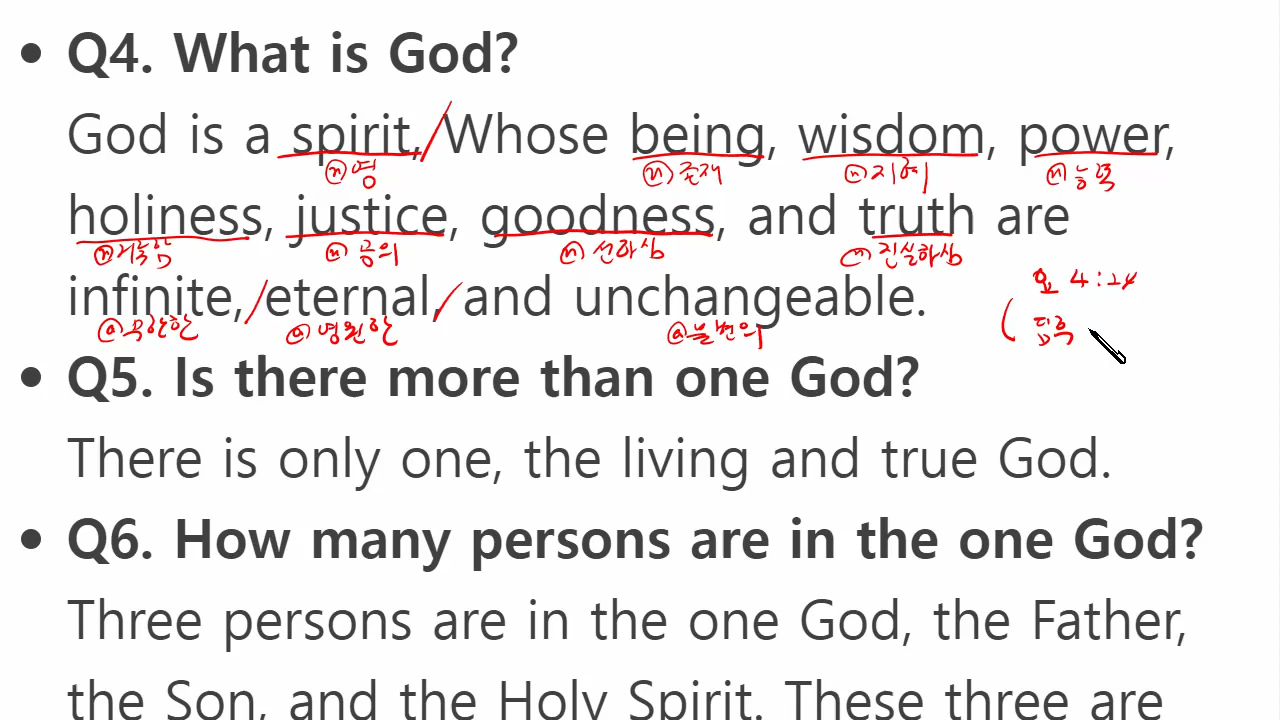 • Q4. What is God?
God is a spirit, Whose being, wisdom, power,
ⓝ영 ⓝ존재 ⓝ지혜 ⓝ능력
holiness, justice, goodness, and truth are
ⓝ거룩함 ⓝ공의 ⓝ선하심 ⓝ진실하심
infinite, eternal, and unchangeable.
ⓐ무한한 ⓐ영원한 ⓐ불변의
요 4:24
• Q5. Is there more than one God?
There is only one, the living and true God.
• Q6. How many persons are in the one God?
Three persons are in the one God, the Father,
the Son, and the Holy Spirit. These three are